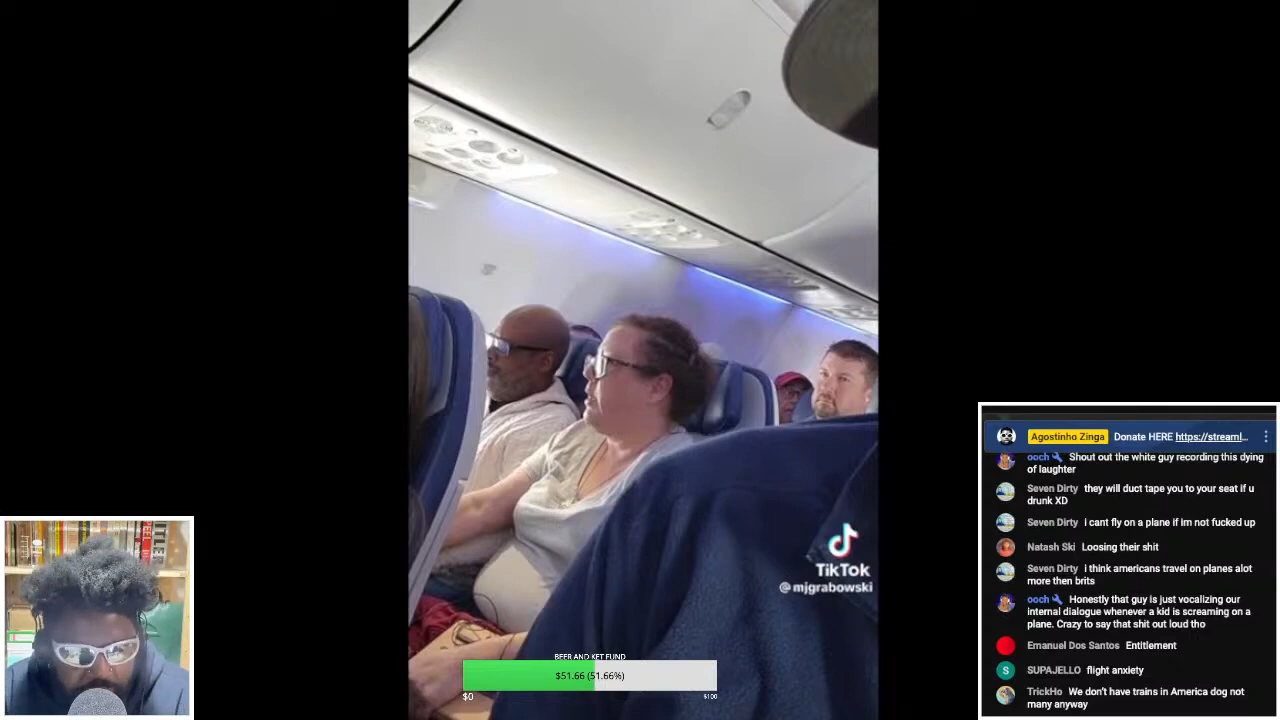 TikTok
@mjgrabowski
BEER AND KET FUND
$51.66 (51.66%)
$0
$100
Agostinho Zinga Donate HERE https://streaml...
ooch Shout out the white guy recording this dying
of laughter
Seven Dirty they will duct tape you to your seat if u
drunk XD
Seven Dirty i cant fly on a plane if im not fucked up
Natash Ski Loosing their shit
Seven Dirty i think americans travel on planes alot
more then brits
ooch Honestly that guy is just vocalizing our
internal dialogue whenever a kid is screaming on a
plane. Crazy to say that shit out loud tho
Emanuel Dos Santos Entitlement
S SUPAJELLO flight anxiety
TrickHo We don't have trains in America dog not
many anyway